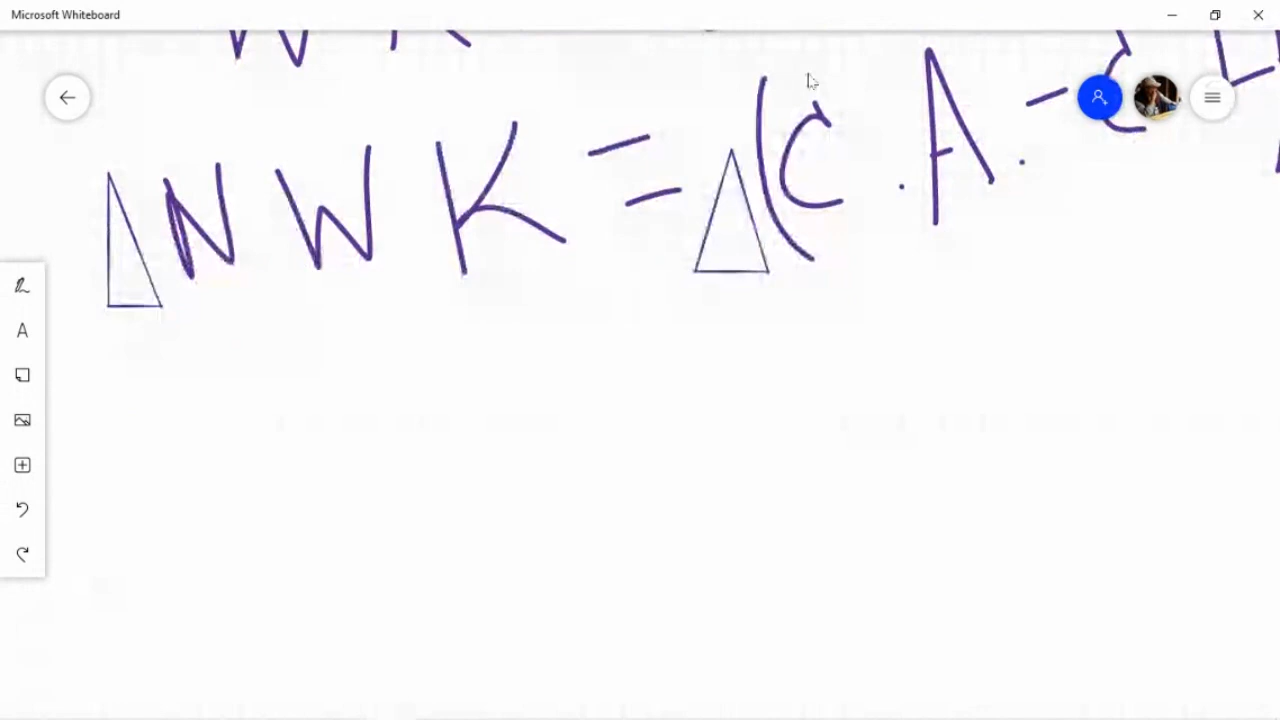 Microsoft Whiteboard
W K
ΔNWK = Δ(C.A. - C L
A